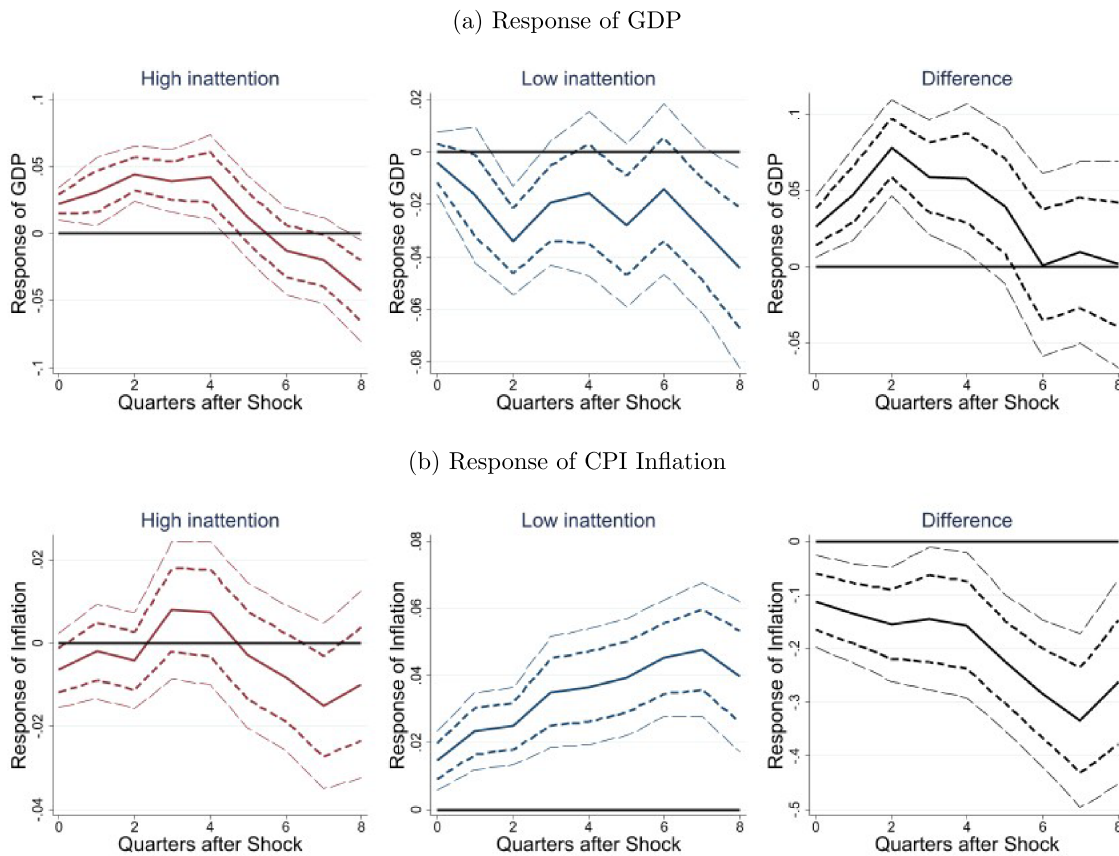 (a) Response of GDP
High inattention
Low inattention
Difference
Response of GDP
.1
.05
0
-.05
-.1
0 2 4 6 8
Quarters after Shock
Response of GDP
.02
0
-.02
-.04
-.06
-.08
0 2 4 6 8
Quarters after Shock
Response of GDP
.1
.05
0
-.05
0 2 4 6 8
Quarters after Shock
(b) Response of CPI Inflation
High inattention
Low inattention
Difference
Response of Inflation
.02
0
-.02
-.04
0 2 4 6 8
Quarters after Shock
Response of Inflation
.08
.06
.04
.02
0
0 2 4 6 8
Quarters after Shock
Response of Inflation
0
-.1
-.2
-.3
-.4
-.5
0 2 4 6 8
Quarters after Shock